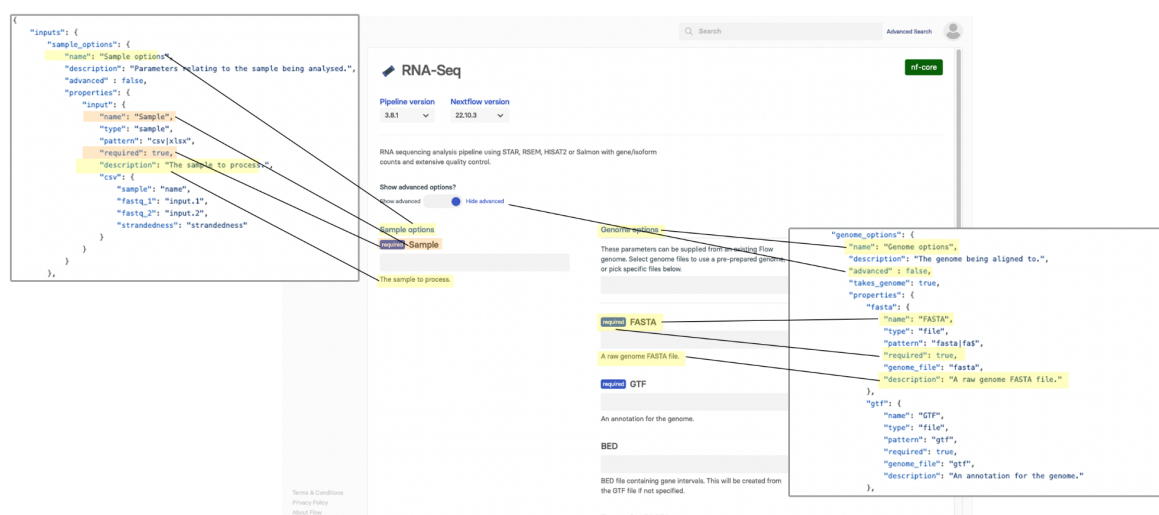 {
"inputs": {
"sample_options": {
"name": "Sample options",
"description": "Parameters relating to the sample being analysed.",
"advanced" : false,
"properties": {
"input": {
"name": "Sample",
"type": "sample",
"pattern": "csv|xlsx",
"required": true,
"description": "The sample to process.",
"csv": {
"sample": "name",
"fastq_1": "input.1",
"fastq_2": "input.2",
"strandedness": "strandedness"
}
}
}
},
Search
Advanced Search
RNA-Seq
nf-core
Pipeline version
Nextflow version
3.8.1
22.10.3
RNA sequencing analysis pipeline using STAR, RSEM, HISAT2 or Salmon with gene/isoform
counts and extensive quality control.
Show advanced options?
Show advanced
Hide advanced
Sample options
required Sample
The sample to process.
Genome options
These parameters can be supplied from an existing Flow
genome. Select genome files to use a pre-prepared genome,
or pick specific files below.
required FASTA
A raw genome FASTA file.
required GTF
An annotation for the genome.
BED
BED file containing gene intervals. This will be created from
the GTF file if not specified.
"genome_options": {
"name": "Genome options",
"description": "The genome being aligned to.",
"advanced" : false,
"takes_genome": true,
"properties": {
"fasta": {
"name": "FASTA",
"type": "file",
"pattern": "fasta|fa$",
"required": true,
"genome_file": "fasta",
"description": "A raw genome FASTA file."
},
"gtf": {
"name": "GTF",
"type": "file",
"pattern": "gtf",
"required": true,
"genome_file": "gtf",
"description": "An annotation for the genome."
},
Terms & Conditions
Privacy Policy
About Flow